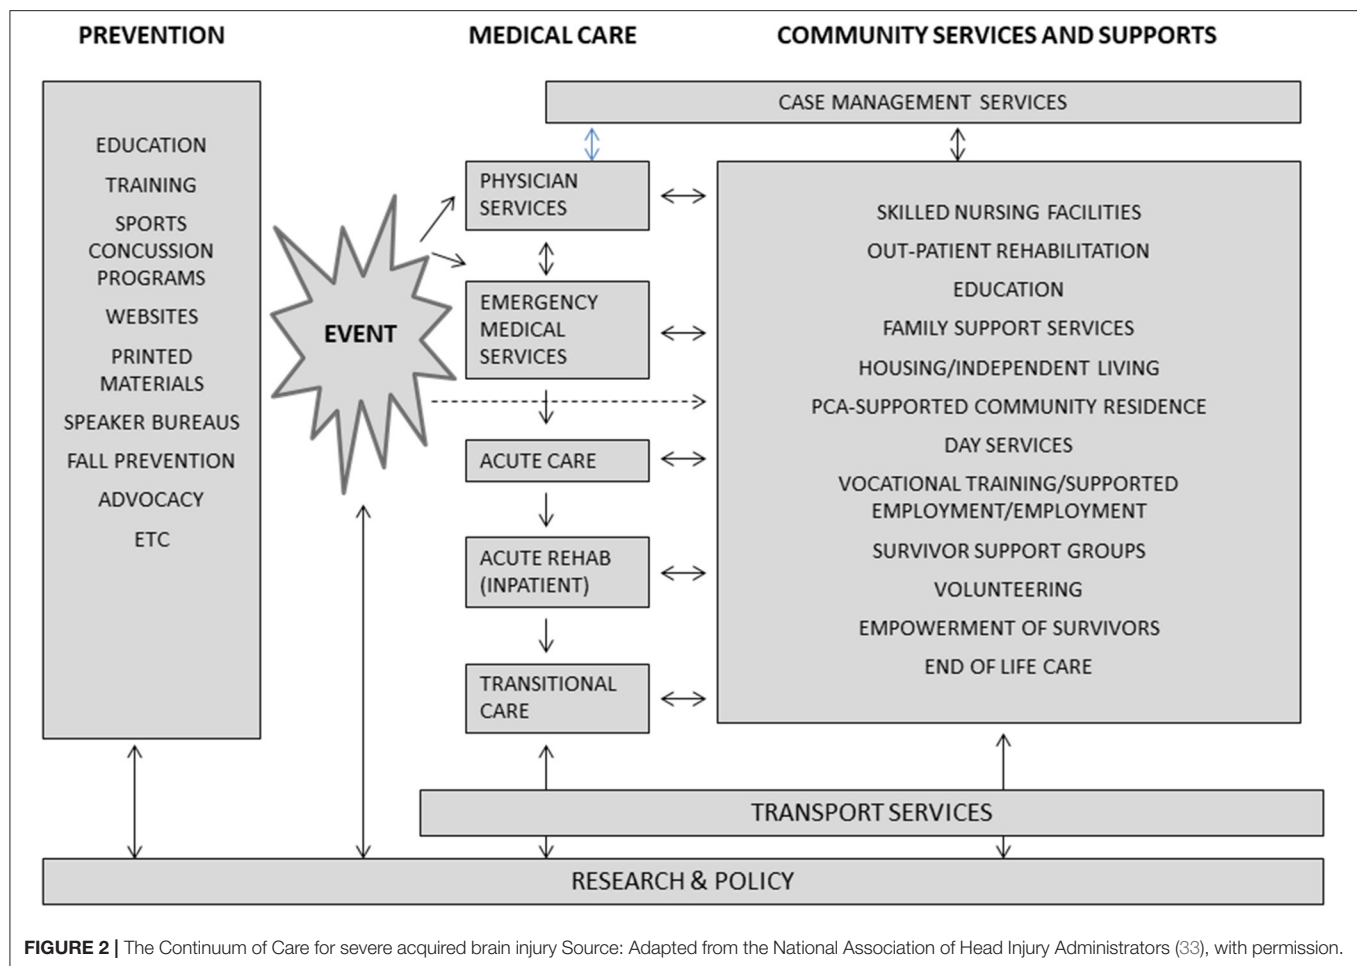 PREVENTION
MEDICAL CARE
COMMUNITY SERVICES AND SUPPORTS
EDUCATION
TRAINING
SPORTS
CONCUSSION
PROGRAMS
WEBSITES
PRINTED
MATERIALS
SPEAKER BUREAUS
FALL PREVENTION
ADVOCACY
ETC
EVENT
PHYSICIAN
SERVICES
EMERGENCY
MEDICAL
SERVICES
ACUTE CARE
ACUTE REHAB
(INPATIENT)
TRANSITIONAL
CARE
CASE MANAGEMENT SERVICES
SKILLED NURSING FACILITIES
OUT-PATIENT REHABILITATION
EDUCATION
FAMILY SUPPORT SERVICES
HOUSING/INDEPENDENT LIVING
PCA-SUPPORTED COMMUNITY RESIDENCE
DAY SERVICES
VOCATIONAL TRAINING/SUPPORTED
EMPLOYMENT/EMPLOYMENT
SURVIVOR SUPPORT GROUPS
VOLUNTEERING
EMPOWERMENT OF SURVIVORS
END OF LIFE CARE
TRANSPORT SERVICES
RESEARCH & POLICY
FIGURE 2 | The Continuum of Care for severe acquired brain injury Source: Adapted from the National Association of Head Injury Administrators (33), with permission.